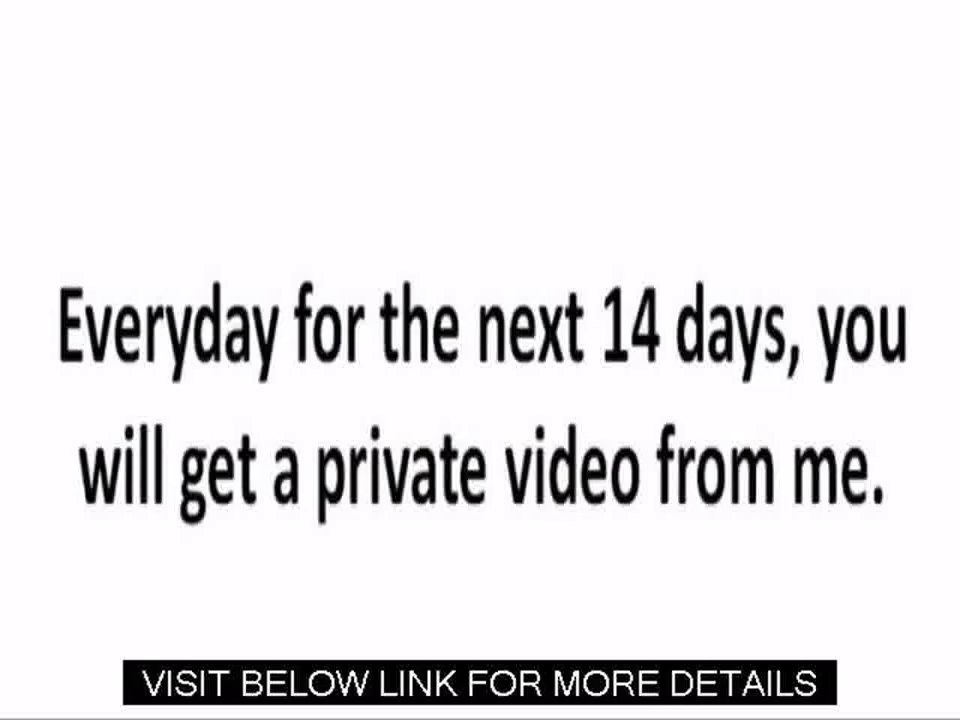 Everyday for the next 14 days, you
will get a private video from me.
VISIT BELOW LINK FOR MORE DETAILS